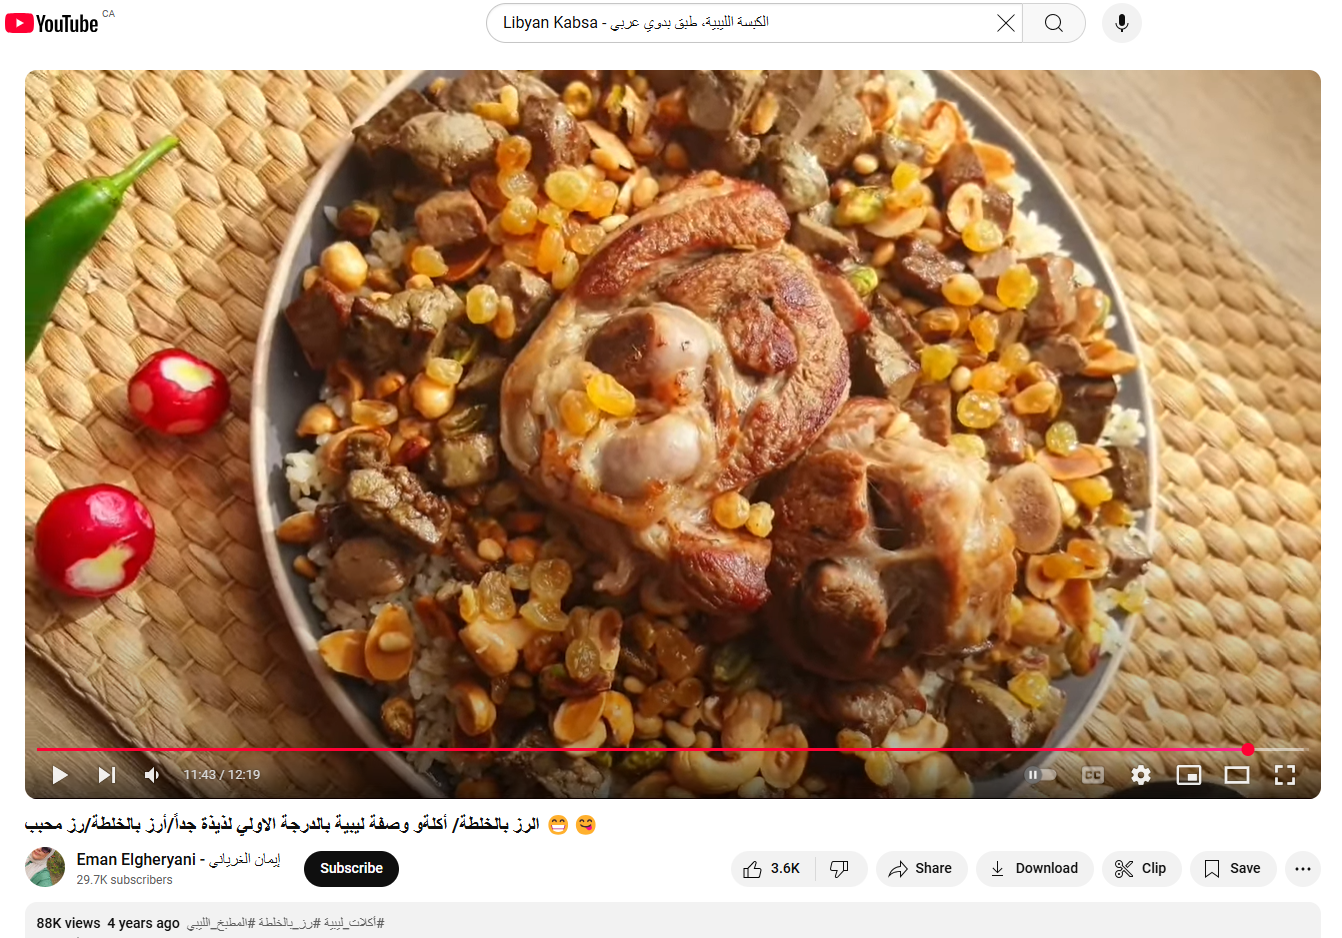 YouTube CA
Libyan Kabsa - الكبسة الليبية، طبق بدوي عربي
11:43 / 12:19
CC
الرز بالخلطة/ أكلةو وصفة ليبية بالدرجة الاولي لذيذة جداً/أرز بالخلطة/رز محبب 😁 😋
Eman Elgheryani - إيمان الغرياني
29.7K subscribers
Subscribe
3.6K
Share
Download
Clip
Save
88K views 4 years ago #أكلات_ليبية #رز_بالخلطة #المطبخ_الليبي